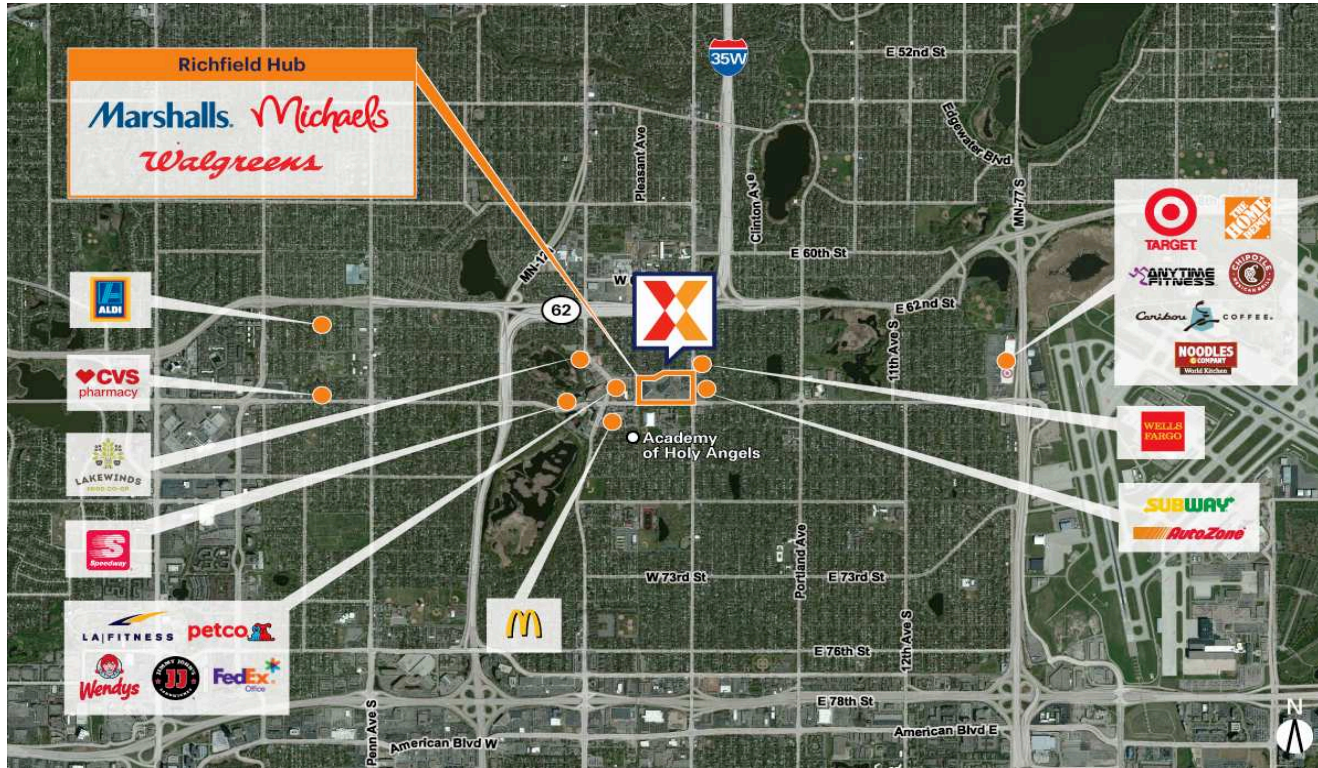 Richfield Hub
Marshalls.
Michaels
Walgreens
35W
E 52nd St
Edgewater Blvd
Pleasant Ave
MN-77 S
Clinton Ave
TARGET
THE HOME DEPOT
E 60th St
ANYTIME FITNESS
CHIPOTLE
MEXICAN GRILL
ALDI
W
62
E 62nd St
Caribou COFFEE
11th Ave S
NOODLES & COMPANY
World Kitchen
CVS
pharmacy
WELLS
FARGO
Academy
of Holy Angels
LAKEWINDS
FOOD CO-OP
SUBWAY
AutoZone
S
Speedway
W 73rd St
Portland Ave
E 73rd St
LA|FITNESS
petco
M
Wendys
JIMMY JOHN'S
JJ
FedEx
Office
E 76th St
12th Ave S
E 78th St
Penn Ave S
American Blvd W
American Blvd E
N